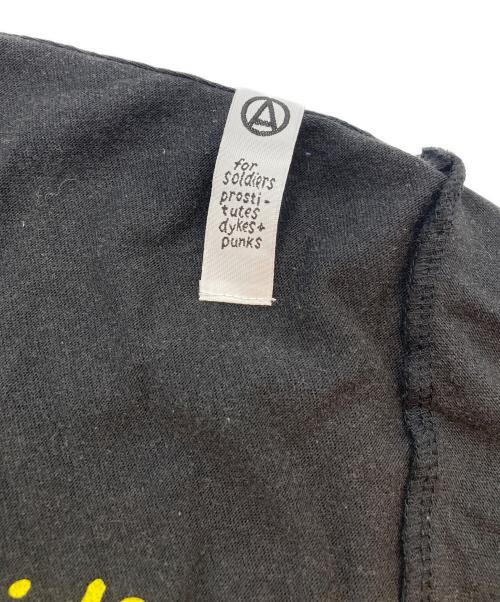 for
soldiers
prosti-
tutes
dykes+
punks